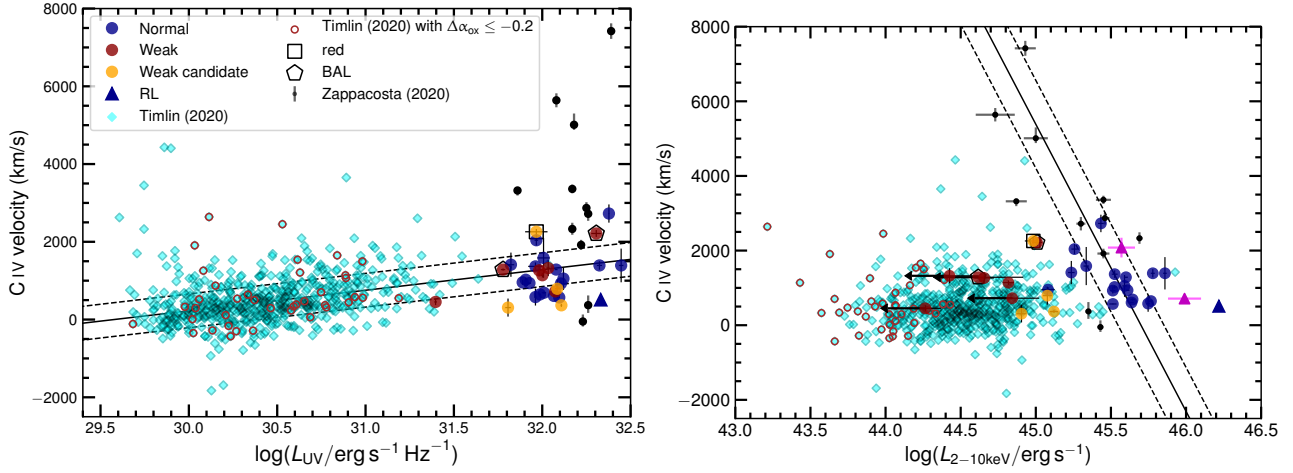 8000
6000
4000
2000
0
−2000
C IV velocity (km/s)
Normal
Weak
Weak candidate
RL
Timlin (2020)
Timlin (2020) with Δα_ox ≤ −0.2
red
BAL
Zappacosta (2020)
29.5 30.0 30.5 31.0 31.5 32.0 32.5
log(L_UV/erg s⁻¹ Hz⁻¹)
8000
6000
4000
2000
0
−2000
C IV velocity (km/s)
43.0 43.5 44.0 44.5 45.0 45.5 46.0 46.5
log(L_2−10keV/erg s⁻¹)